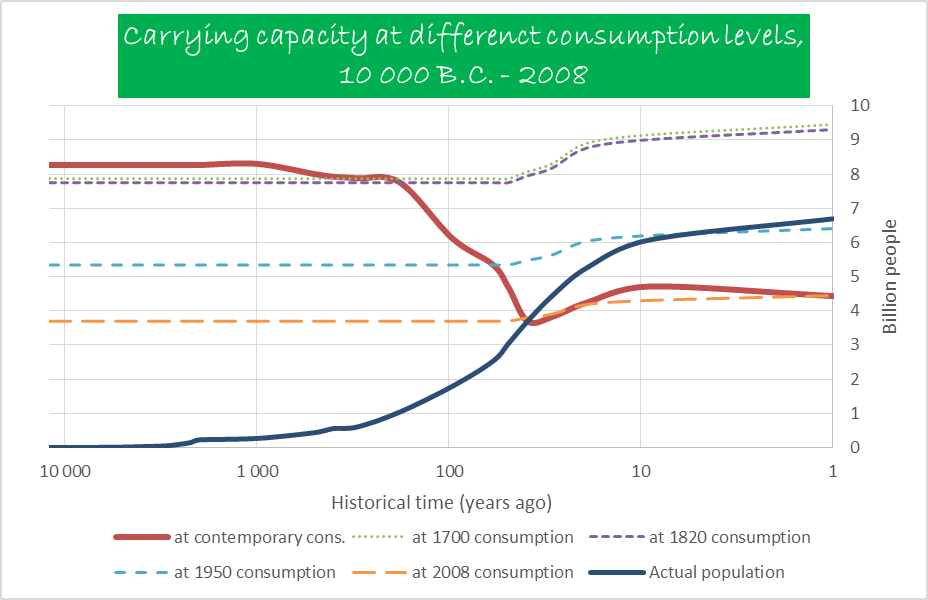 Carrying capacity at differenct consumption levels,
10 000 B.C. - 2008
10
9
8
7
6
5
4
3
2
1
0
Billion people
10 000 1 000 100 10 1
Historical time (years ago)
at contemporary cons. at 1700 consumption at 1820 consumption
at 1950 consumption at 2008 consumption Actual population